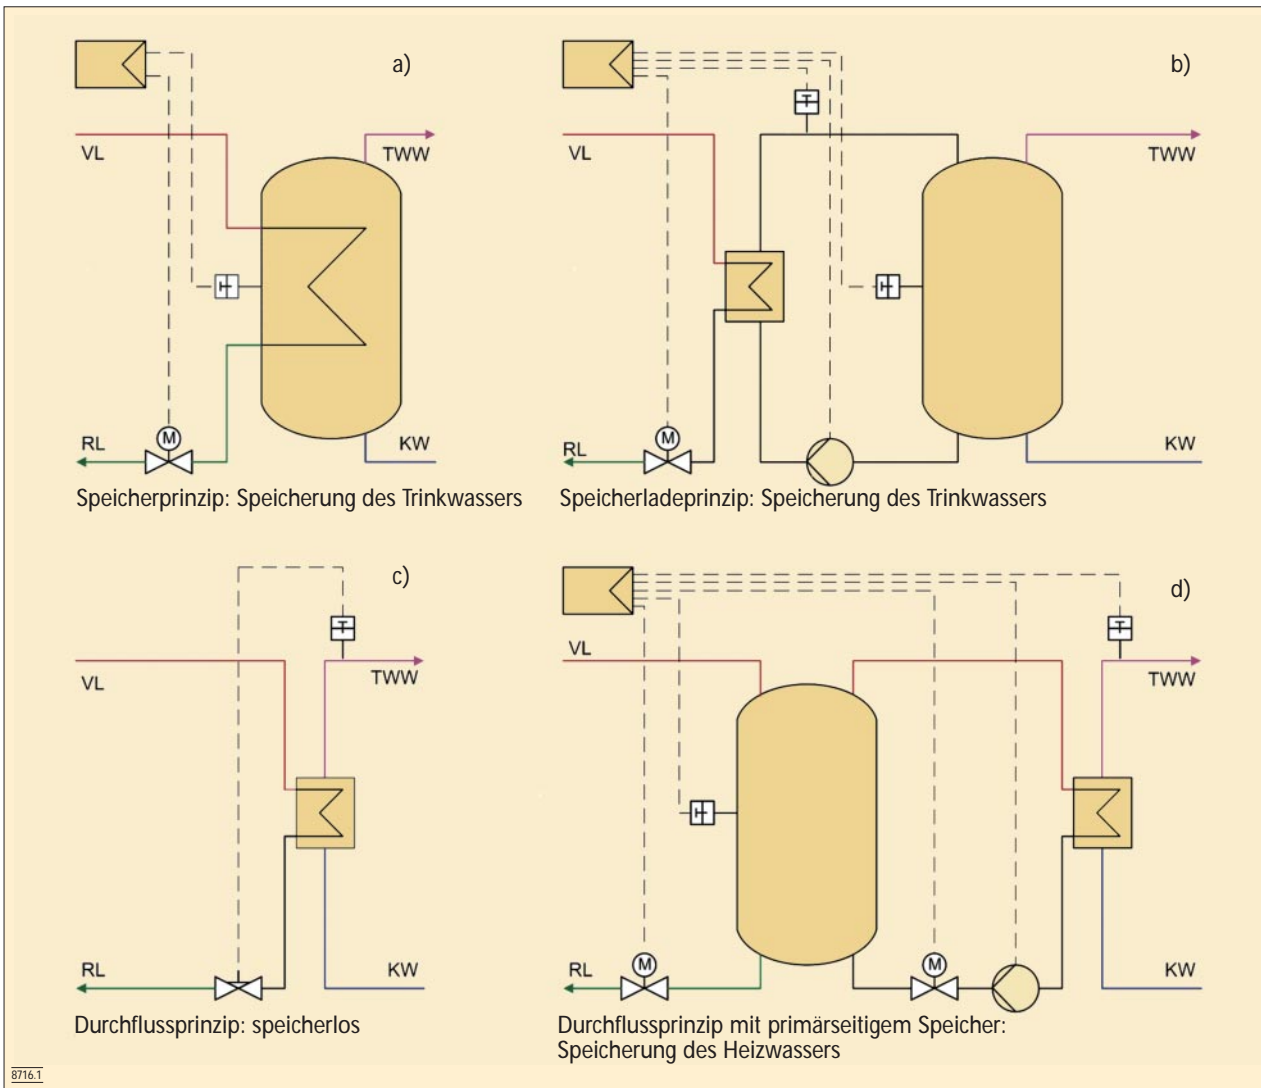 a)
VL
TWW
T
M
RL
KW
Speicherprinzip: Speicherung des Trinkwassers
b)
T
VL
TWW
T
M
RL
KW
Speicherladeprinzip: Speicherung des Trinkwassers
c)
T
VL
TWW
RL
KW
Durchflussprinzip: speicherlos
d)
T
VL
TWW
T
M
M
RL
KW
Durchflussprinzip mit primärseitigem Speicher:
Speicherung des Heizwassers
8716.1